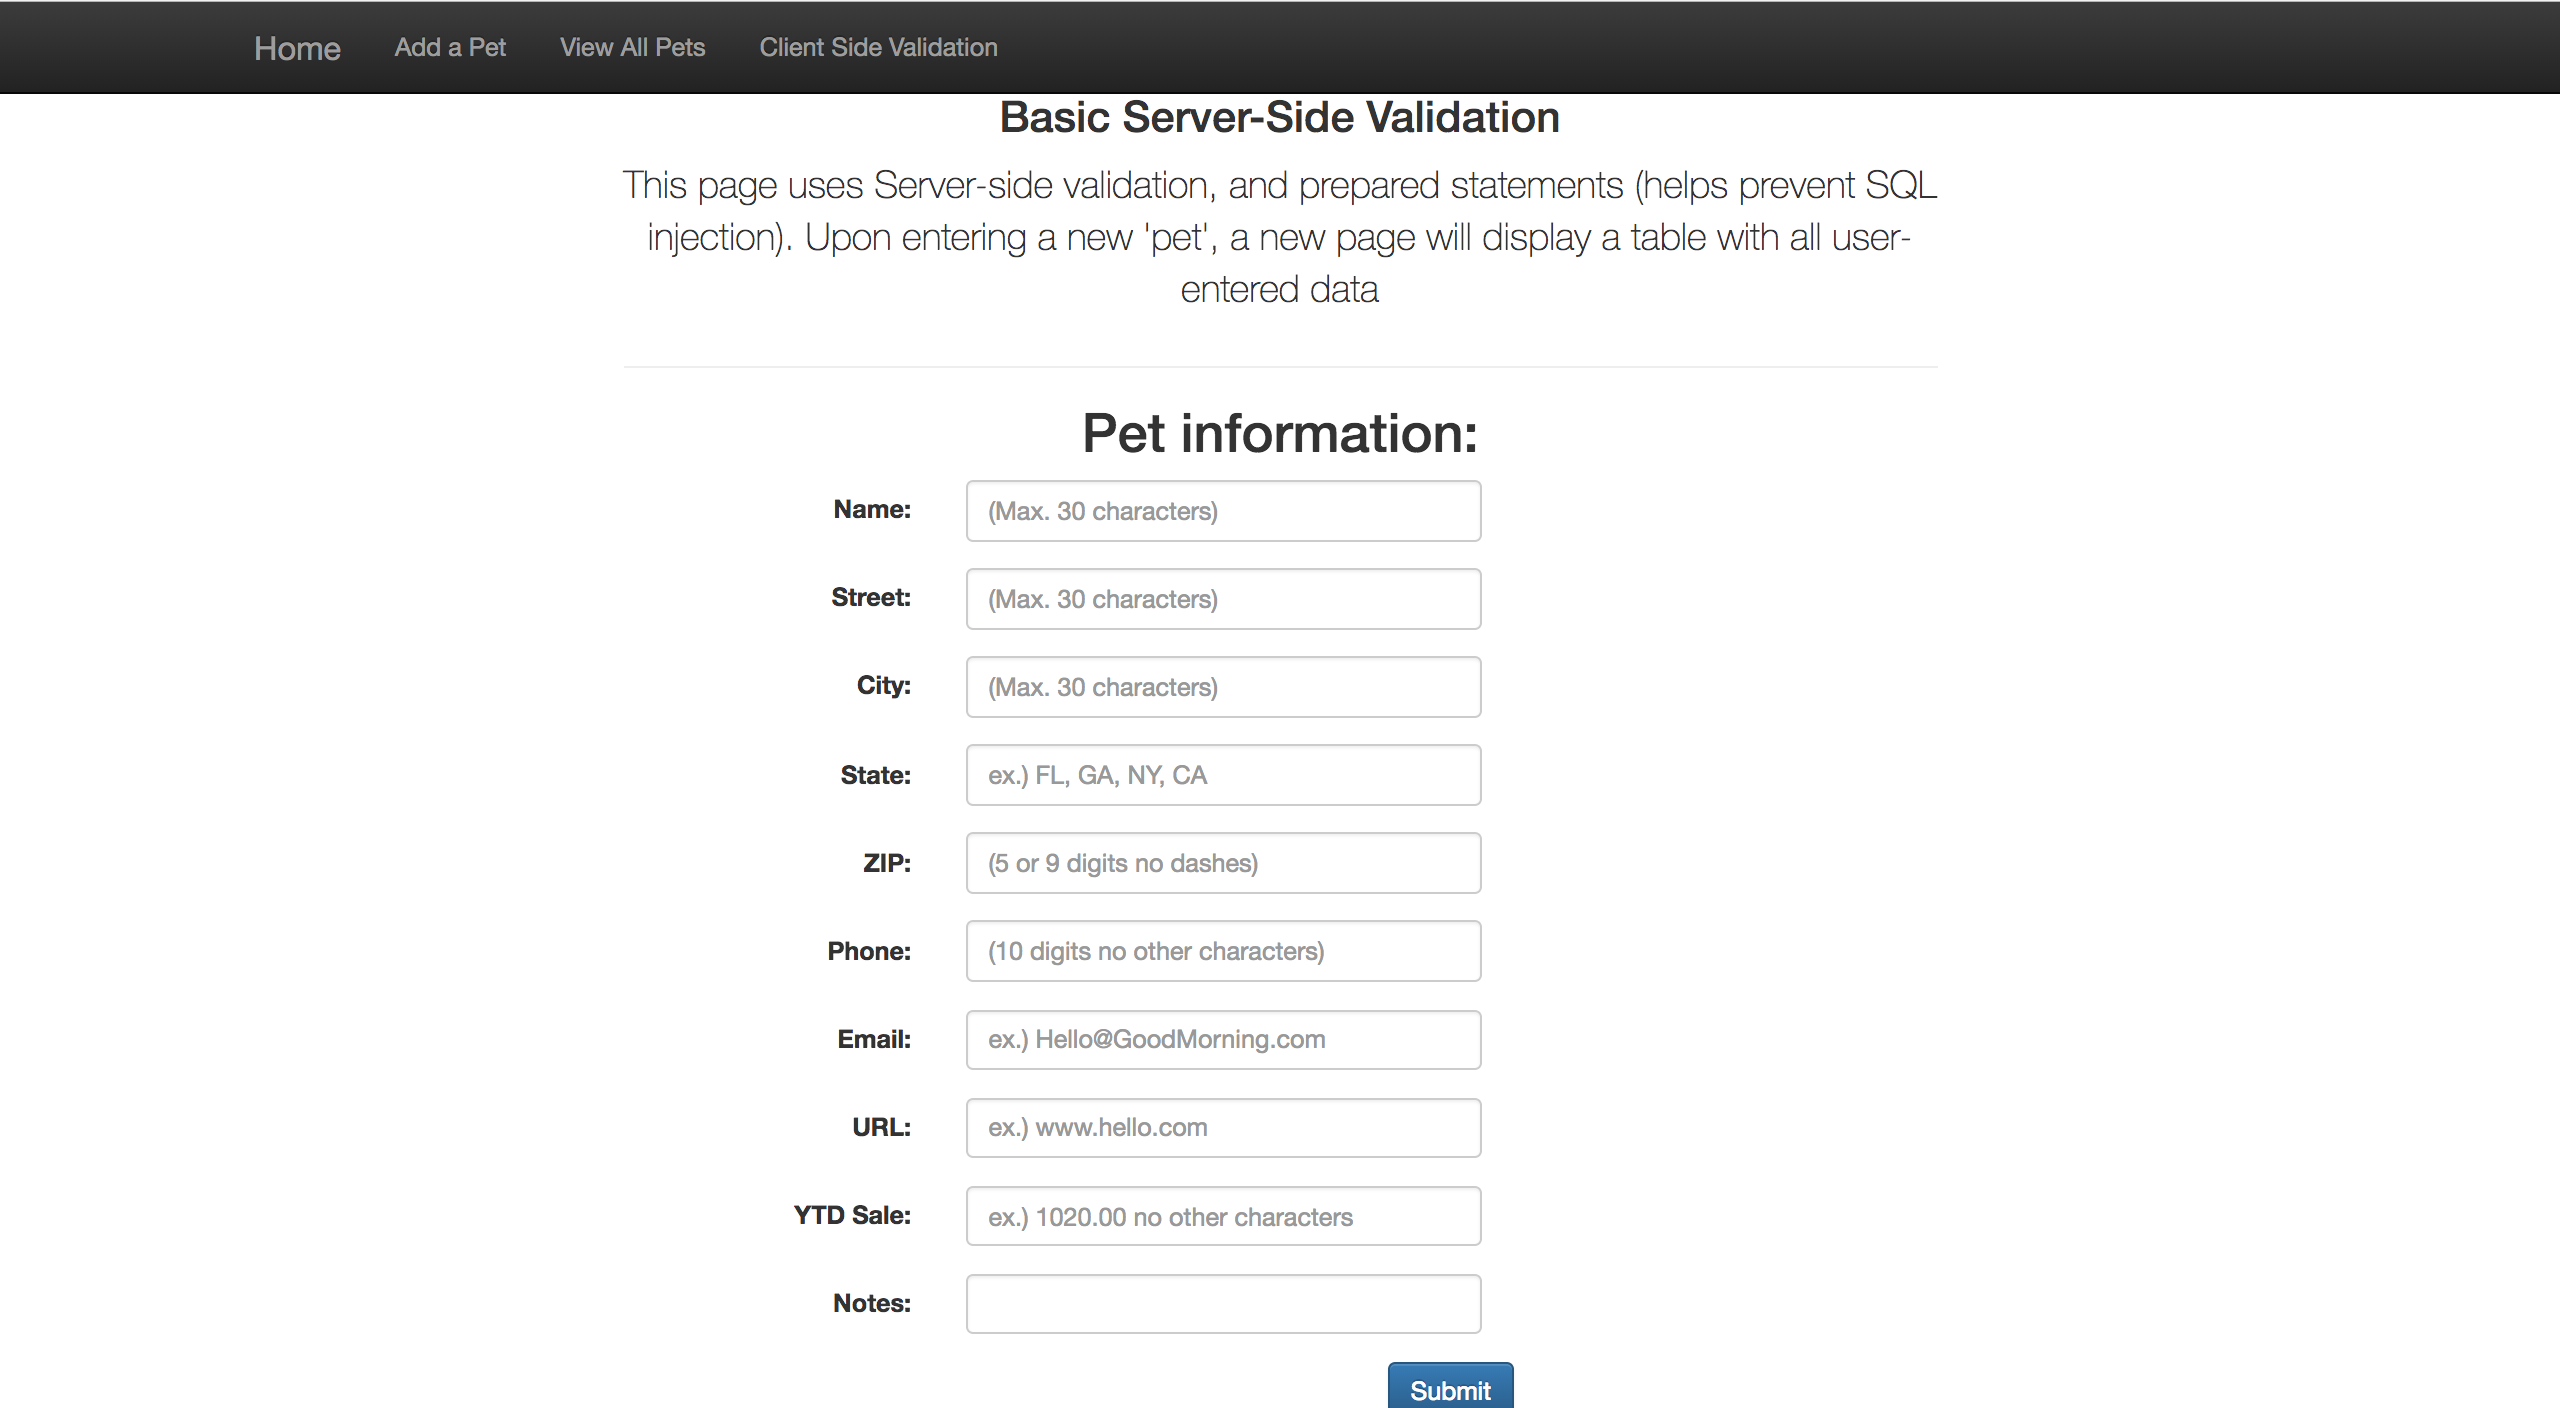 Home Add a Pet View All Pets Client Side Validation
Basic Server-Side Validation
This page uses Server-side validation, and prepared statements (helps prevent SQL
injection). Upon entering a new 'pet', a new page will display a table with all user-
entered data
Pet information:
Name: (Max. 30 characters)
Street: (Max. 30 characters)
City: (Max. 30 characters)
State: ex.) FL, GA, NY, CA
ZIP: (5 or 9 digits no dashes)
Phone: (10 digits no other characters)
Email: ex.) Hello@GoodMorning.com
URL: ex.) www.hello.com
YTD Sale: ex.) 1020.00 no other characters
Notes:
Submit